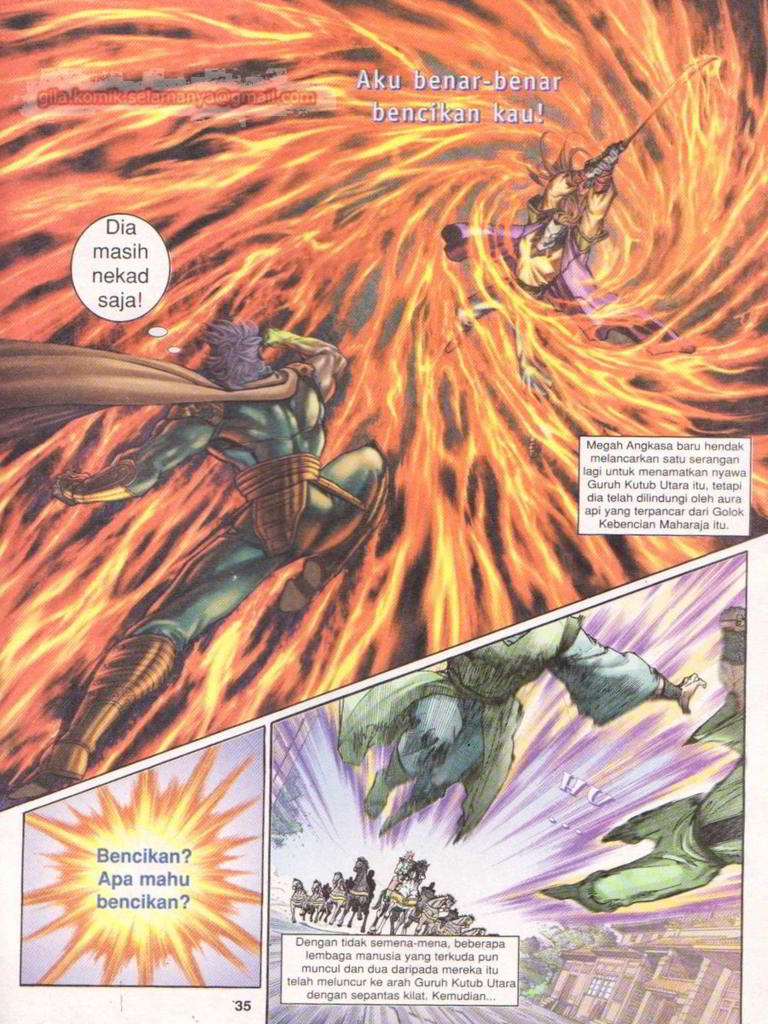 gila.komik.selamanya@gmail.com
Aku benar-benar
bencikan kau!
Dia
masih
nekad
saja!
Megah Angkasa baru hendak
melancarkan satu serangan
lagi untuk menamatkan nyawa
Guruh Kutub Utara itu, tetapi
dia telah dilindungi oleh aura
api yang terpancar dari Golok
Kebencian Maharaja itu.
Bencikan?
Apa mahu
bencikan?
WU
...
Dengan tidak semena-mena, beberapa
lembaga manusia yang terkuda pun
muncul dan dua daripada mereka itu
telah meluncur ke arah Guruh Kutub Utara
dengan sepantas kilat. Kemudian...
35